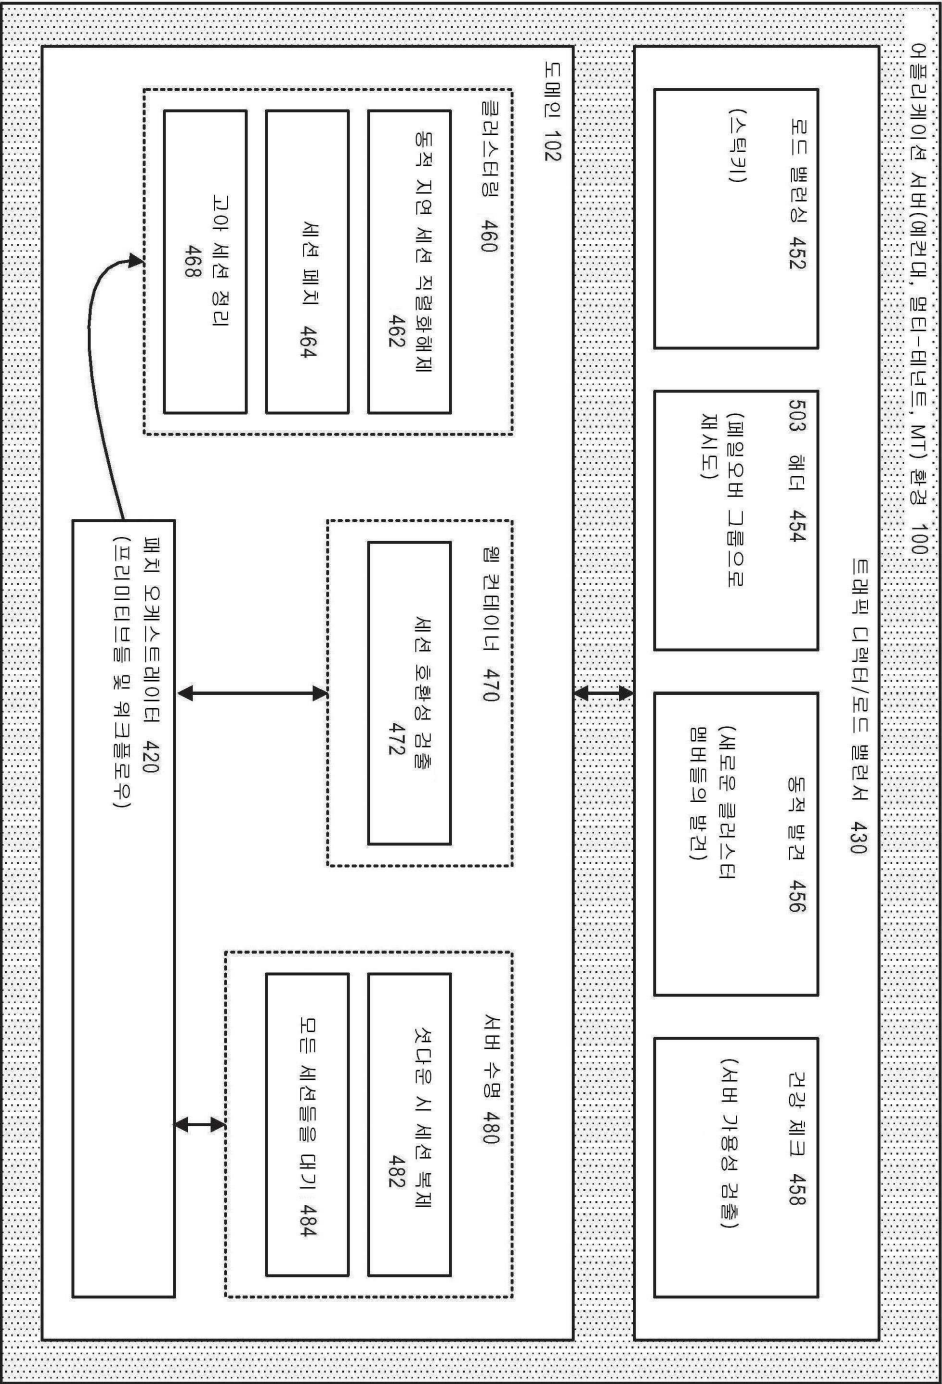 어플리케이션 서버(예컨대, 멀티-테넌트, MT) 환경 100
트래픽 디렉터/로드 밸런서 430
로드 밸런싱 452
(스틱키)
503 헤더 454
(페일오버 그룹으로
재시도)
동적 발견 456
(새로운 클러스터
멤버들의 발견)
건강 체크 458
(서버 가용성 검출)
도메인 102
클러스터링 460
동적 지연 세션 직렬화해제
462
세션 페치 464
고아 세션 정리
468
웹 컨테이너 470
세션 호환성 검출
472
서버 수명 480
셧다운 시 세션 복제
482
모든 세션들을 대기 484
패치 오케스트레이터 420
(프리미티브들 및 워크플로우)